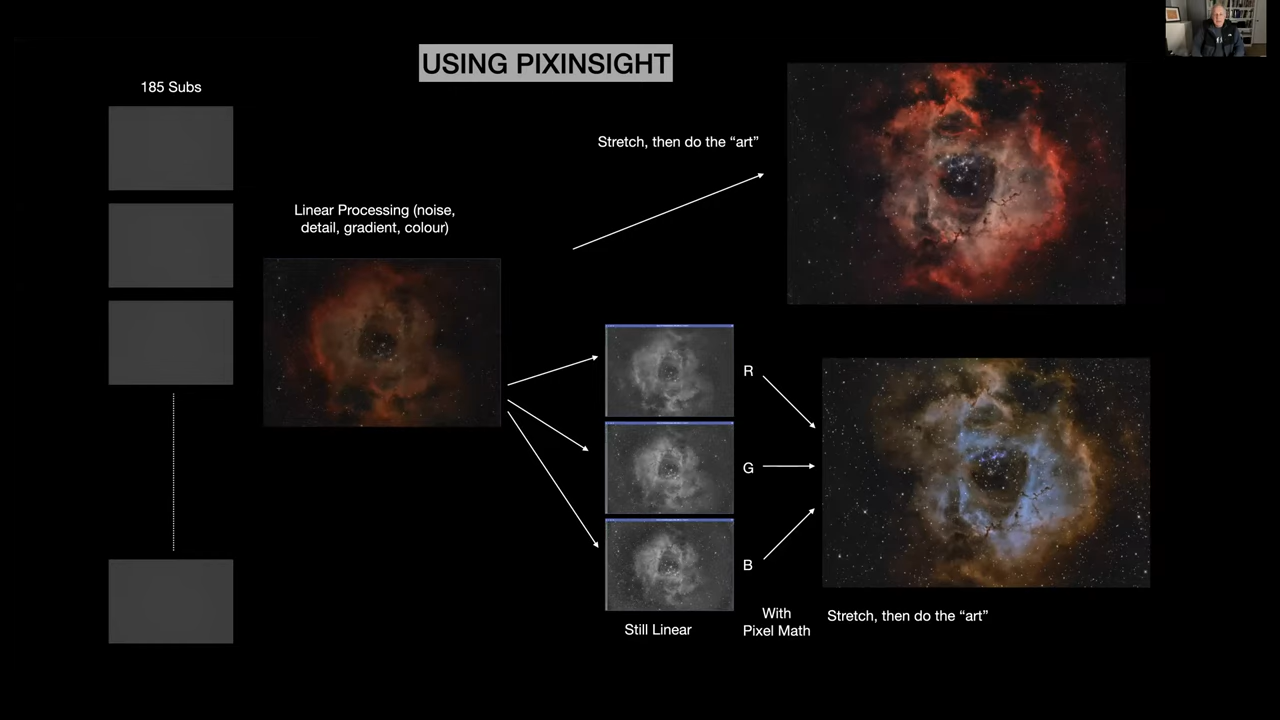 USING PIXINSIGHT
185 Subs
Stretch, then do the “art”
Linear Processing (noise,
detail, gradient, colour)
R
G
B
With
Pixel Math
Stretch, then do the “art”
Still Linear